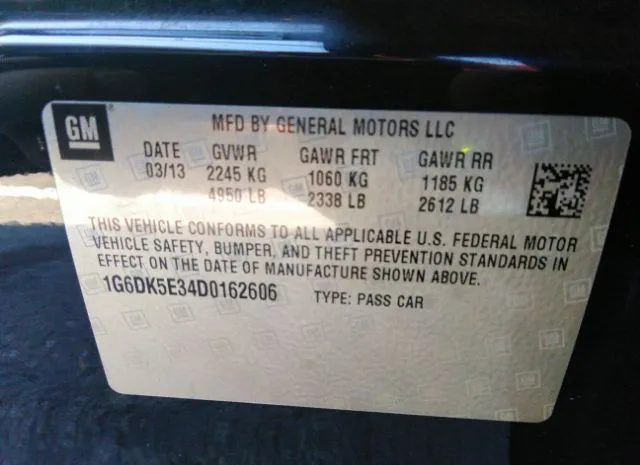 GM
MFD BY GENERAL MOTORS LLC
DATE GVWR GAWR FRT GAWR RR
03/13 2245 KG 1060 KG 1185 KG
4950 LB 2338 LB 2612 LB
THIS VEHICLE CONFORMS TO ALL APPLICABLE U.S. FEDERAL MOTOR
VEHICLE SAFETY, BUMPER, AND THEFT PREVENTION STANDARDS IN
EFFECT ON THE DATE OF MANUFACTURE SHOWN ABOVE.
1G6DK5E34D0162606 TYPE: PASS CAR